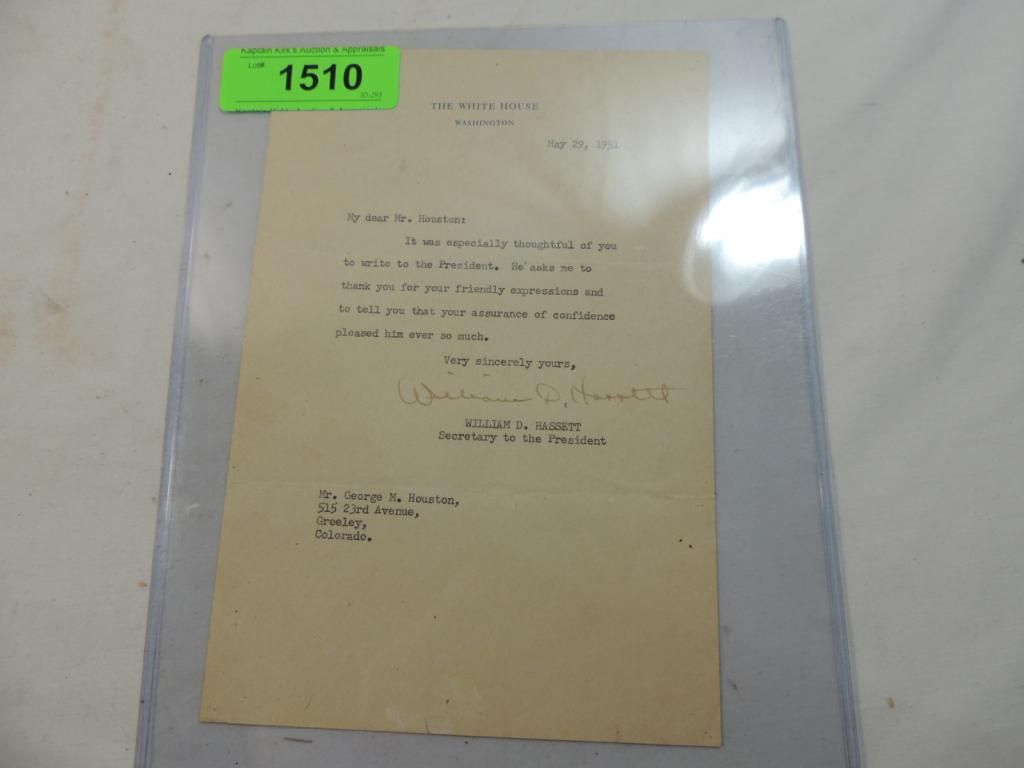 Kaptain Kirk's Auction & Appraisals
Lot#:
1510
ID:293
THE WHITE HOUSE
WASHINGTON
May 29, 1951
My dear Mr. Houston:
It was especially thoughtful of you
to write to the President. He asks me to
thank you for your friendly expressions and
to tell you that your assurance of confidence
pleased him ever so much.
Very sincerely yours,
William D. Hassett
WILLIAM D. HASSETT
Secretary to the President
Mr. George M. Houston,
515 23rd Avenue,
Greeley,
Colorado.